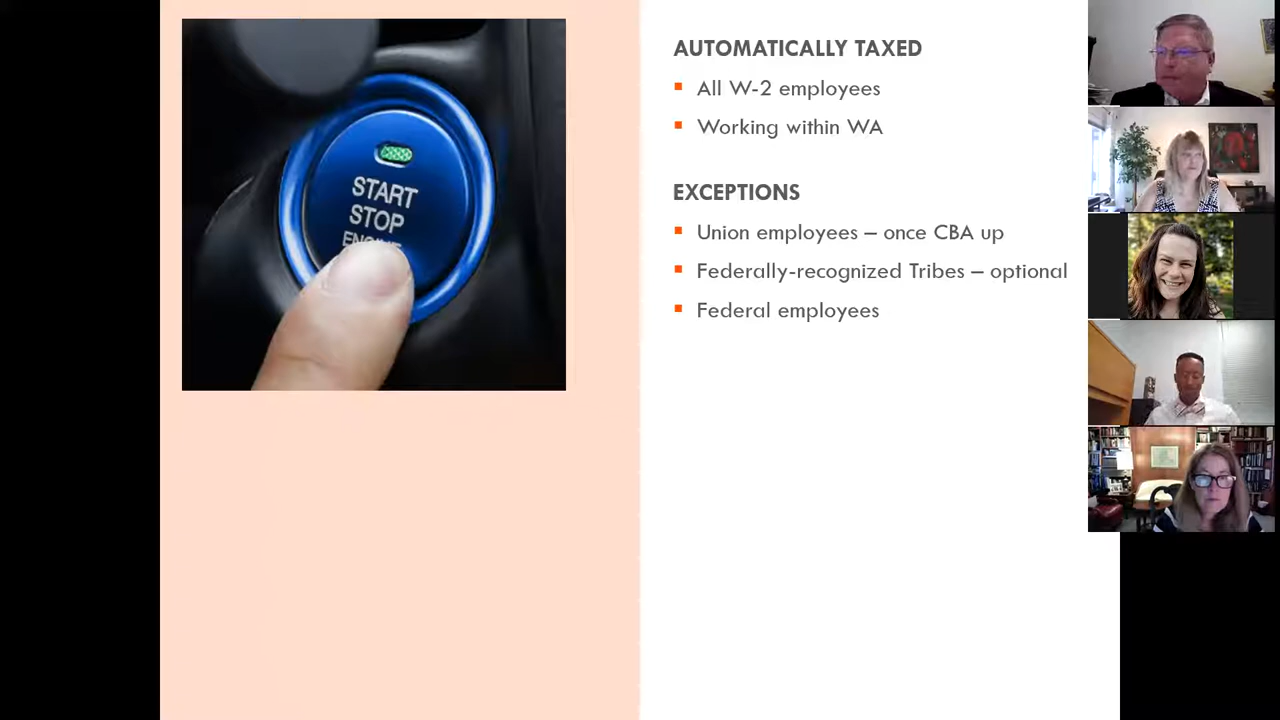 START
STOP
ENGINE
AUTOMATICALLY TAXED
All W-2 employees
Working within WA
EXCEPTIONS
Union employees – once CBA up
Federally-recognized Tribes – optional
Federal employees